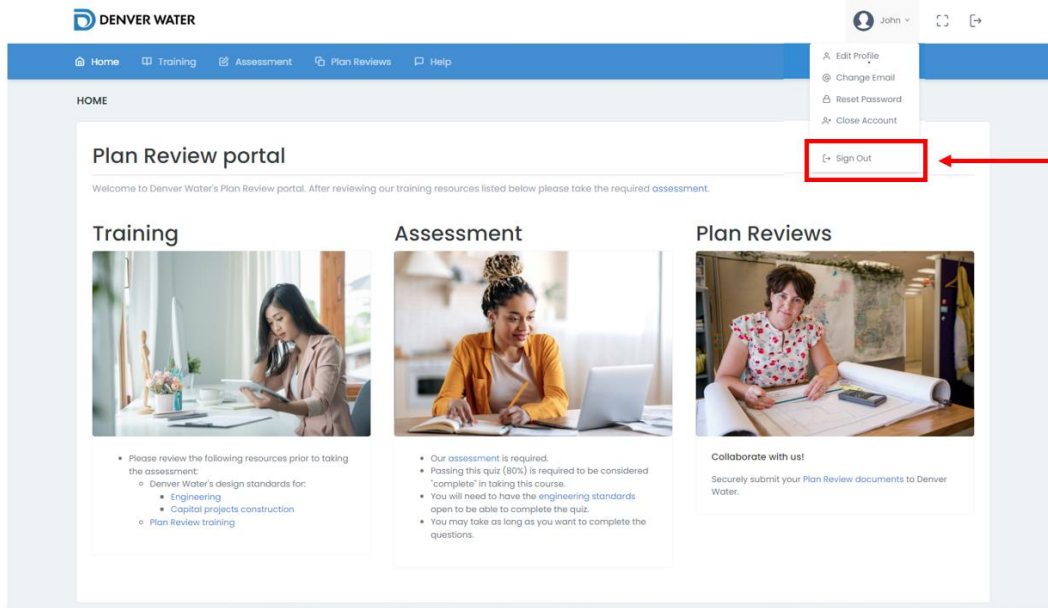 DENVER WATER
John
Home Training Assessment Plan Reviews Help
Edit Profile
Change Email
Reset Password
Close Account
Sign Out
HOME
Plan Review portal
Welcome to Denver Water's Plan Review portal. After reviewing our training resources listed below please take the required assessment.
Training
Please review the following resources prior to taking
the assessment:
Denver Water's design standards for:
Engineering
Capital projects construction
Plan Review training
Assessment
Our assessment is required.
Passing this quiz (80%) is required to be considered
"complete" in taking this course.
You will need to have the engineering standards
open to be able to complete the quiz.
You may take as long as you want to complete the
questions.
Plan Reviews
Collaborate with us!
Securely submit your Plan Review documents to Denver
Water.